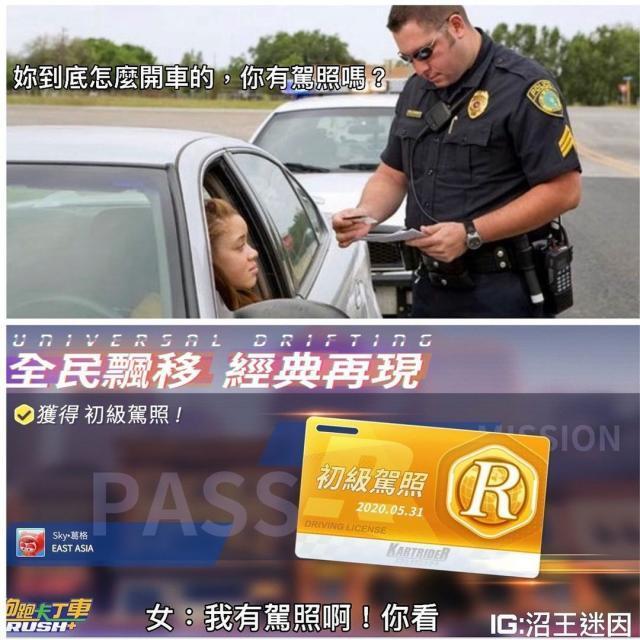 妳到底怎麼開車的，你有駕照嗎？
UNIVERSAL DRIFTING
全民飄移 經典再現
獲得 初級駕照！
MISSION
PASS
R
初級駕照
2020.05.31
DRIVING LICENSE
KARTRIDER
Sky•葛格
EAST ASIA
跑跑卡丁車
RUSH+
女：我有駕照啊！你看
IG:沼王迷因